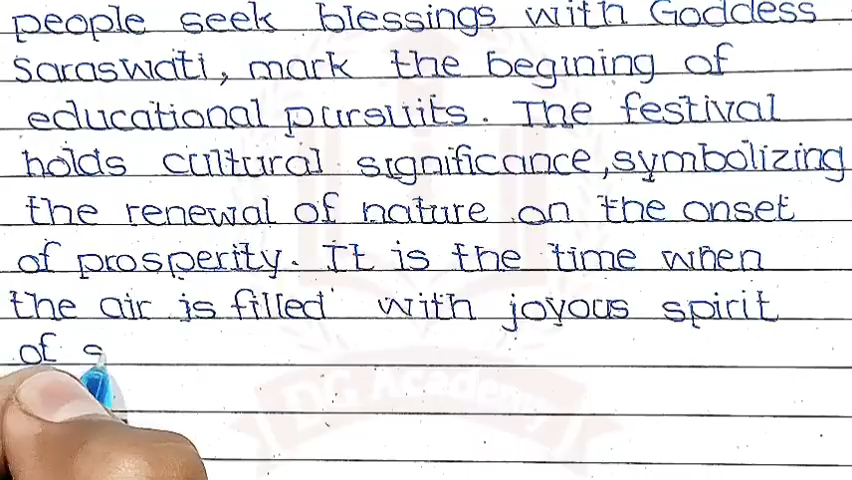 people seek blessings with Goddess
Saraswati, mark the begining of
educational pursuits. The festival
holds cultural significance, symbolizing
the renewal of nature on the onset
of prosperity. It is the time when
the air is filled with joyous spirit
of s
DG Academy